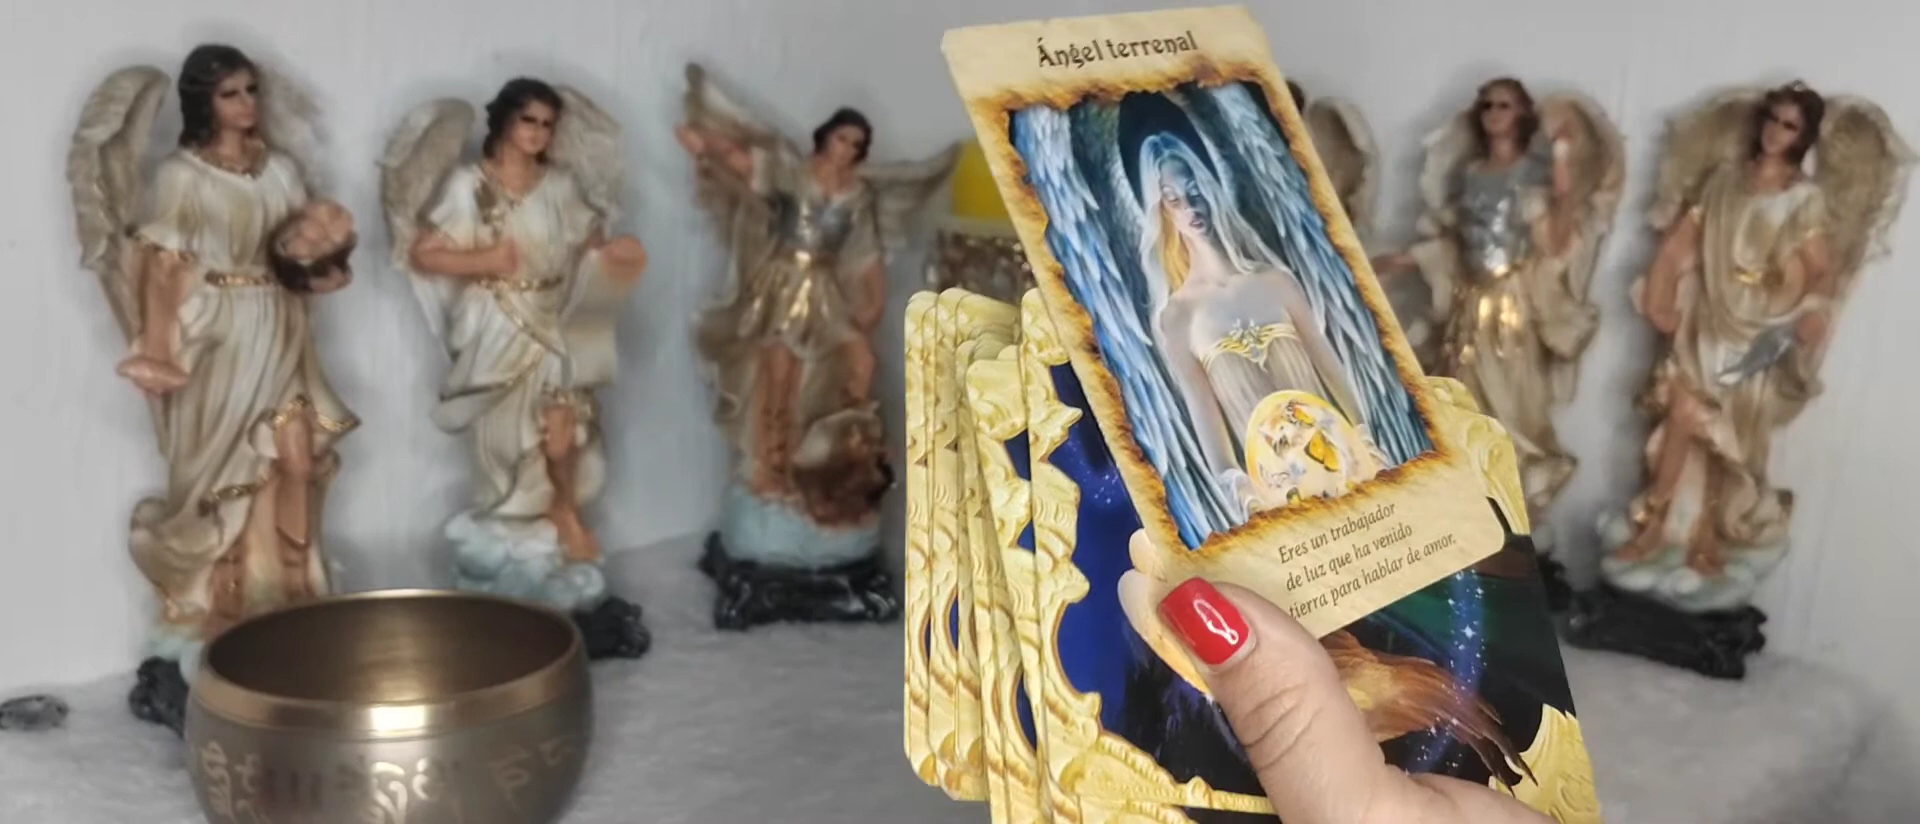 Ángel terrenal
Eres un trabajador
de luz que ha venido
tierra para hablar de amor.